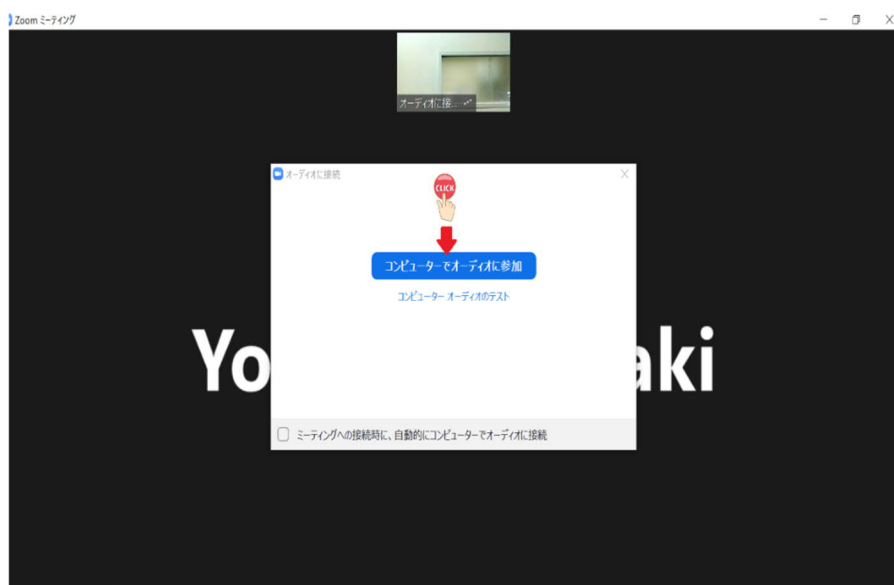 Zoom ミーティング
オーディオに接...
オーディオに接続
CLICK
コンピューターでオーディオに参加
コンピューター オーディオのテスト
Yo
aki
ミーティングへの接続時に、自動的にコンピューターでオーディオに接続